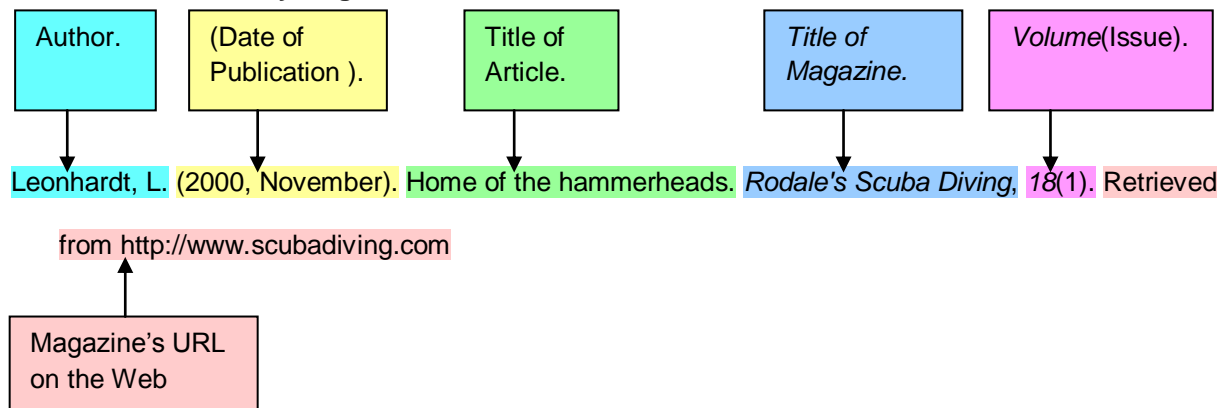 Author.
(Date of
Publication ).
Title of
Article.
Title of
Magazine.
Volume(Issue).
Leonhardt, L. (2000, November). Home of the hammerheads. Rodale's Scuba Diving, 18(1). Retrieved
from http://www.scubadiving.com
Magazine's URL
on the Web